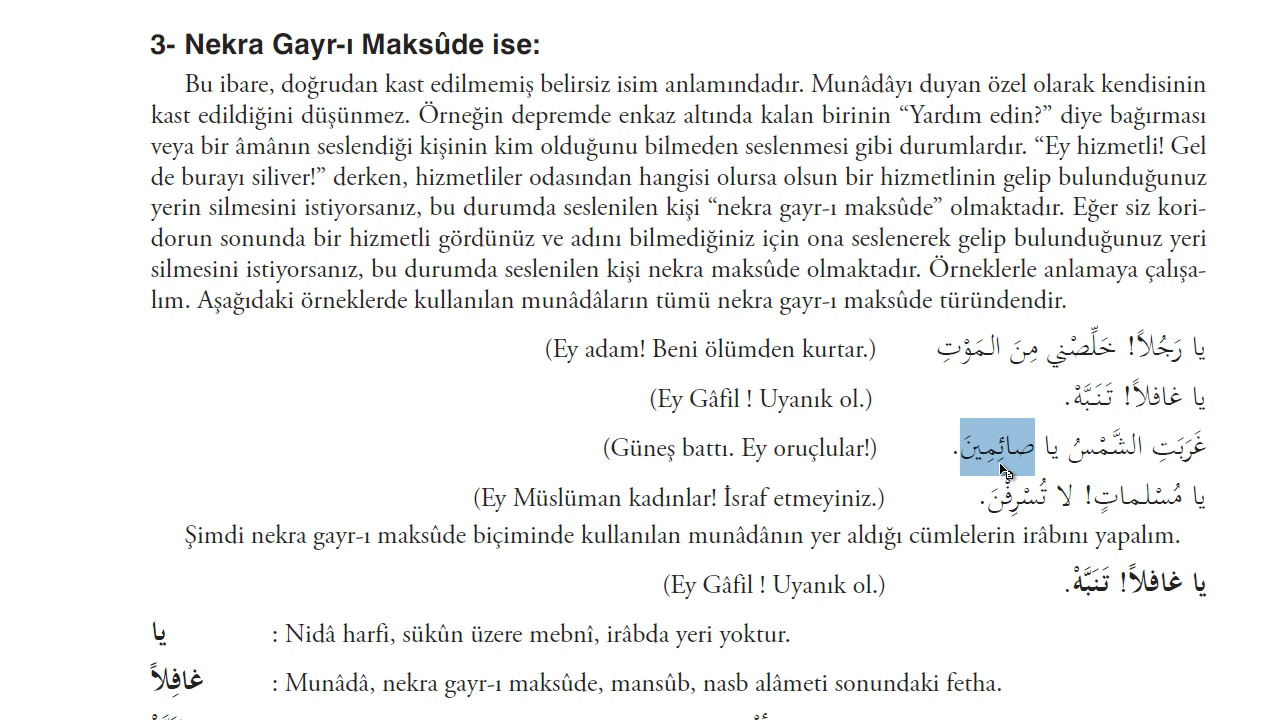 3- Nekra Gayr-ı Maksûde ise:
Bu ibare, doğrudan kast edilmemiş belirsiz isim anlamındadır. Munâdâyı duyan özel olarak kendisinin
kast edildiğini düşünmez. Örneğin depremde enkaz altında kalan birinin “Yardım edin?” diye bağırması
veya bir âmânın seslendiği kişinin kim olduğunu bilmeden seslenmesi gibi durumlardır. “Ey hizmetli! Gel
de burayı siliver!” derken, hizmetliler odasından hangisi olursa olsun bir hizmetlinin gelip bulunduğunuz
yerin silmesini istiyorsanız, bu durumda seslenilen kişi “nekra gayr-ı maksûde” olmaktadır. Eğer siz kori-
dorun sonunda bir hizmetli gördünüz ve adını bilmediğiniz için ona seslenerek gelip bulunduğunuz yeri
silmesini istiyorsanız, bu durumda seslenilen kişi nekra maksûde olmaktadır. Örneklerle anlamaya çalışa-
lım. Aşağıdaki örneklerde kullanılan munâdâların tümü nekra gayr-ı maksûde türündendir.
يا رَجُلاً! خَلِّصْني مِنَ المَوْتِ (Ey adam! Beni ölümden kurtar.)
يا غافلاً! تَنَبَّهْ. (Ey Gâfil ! Uyanık ol.)
غَرَبَتِ الشَّمْسُ يا صائِمِينَ. (Güneş battı. Ey oruçlular!)
يا مُسْلماتٍ! لا تُسْرِفْنَ. (Ey Müslüman kadınlar! İsraf etmeyiniz.)
Şimdi nekra gayr-ı maksûde biçiminde kullanılan munâdânın yer aldığı cümlelerin irâbını yapalım.
يا غافلاً! تَنَبَّهْ. (Ey Gâfil ! Uyanık ol.)
يا : Nidâ harfi, sükûn üzere mebnî, irâbda yeri yoktur.
غافِلاً : Munâdâ, nekra gayr-ı maksûde, mansûb, nasb alâmeti sonundaki fetha.